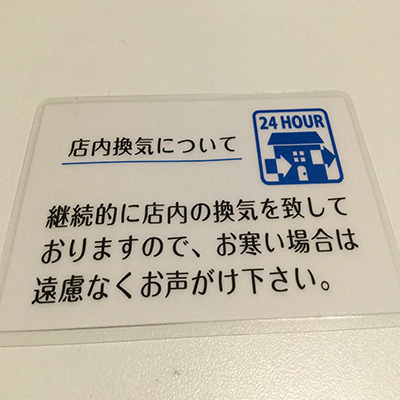 24 HOUR
店内換気について
継続的に店内の換気を致して
おりますので、お寒い場合は
遠慮なくお声がけ下さい。